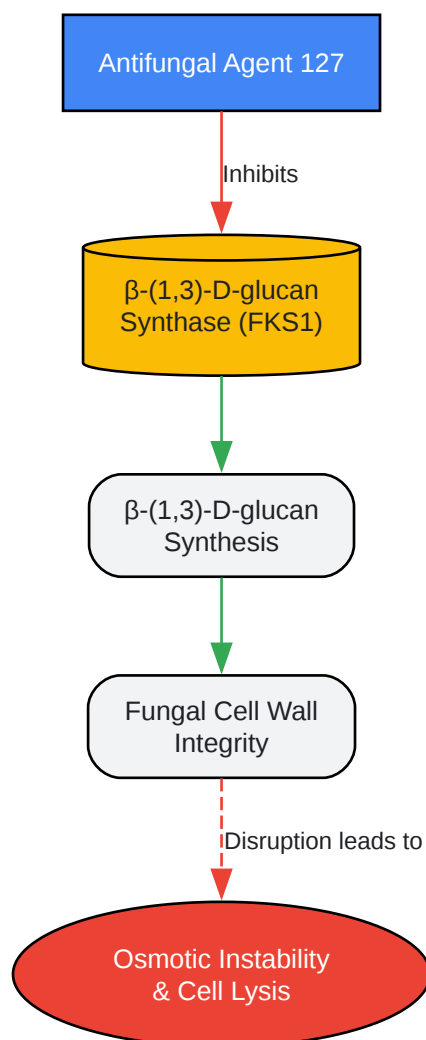 Antifungal Agent 127
Inhibits
β-(1,3)-D-glucan
Synthase (FKS1)
β-(1,3)-D-glucan
Synthesis
Fungal Cell Wall
Integrity
Disruption leads to
Osmotic Instability
& Cell Lysis